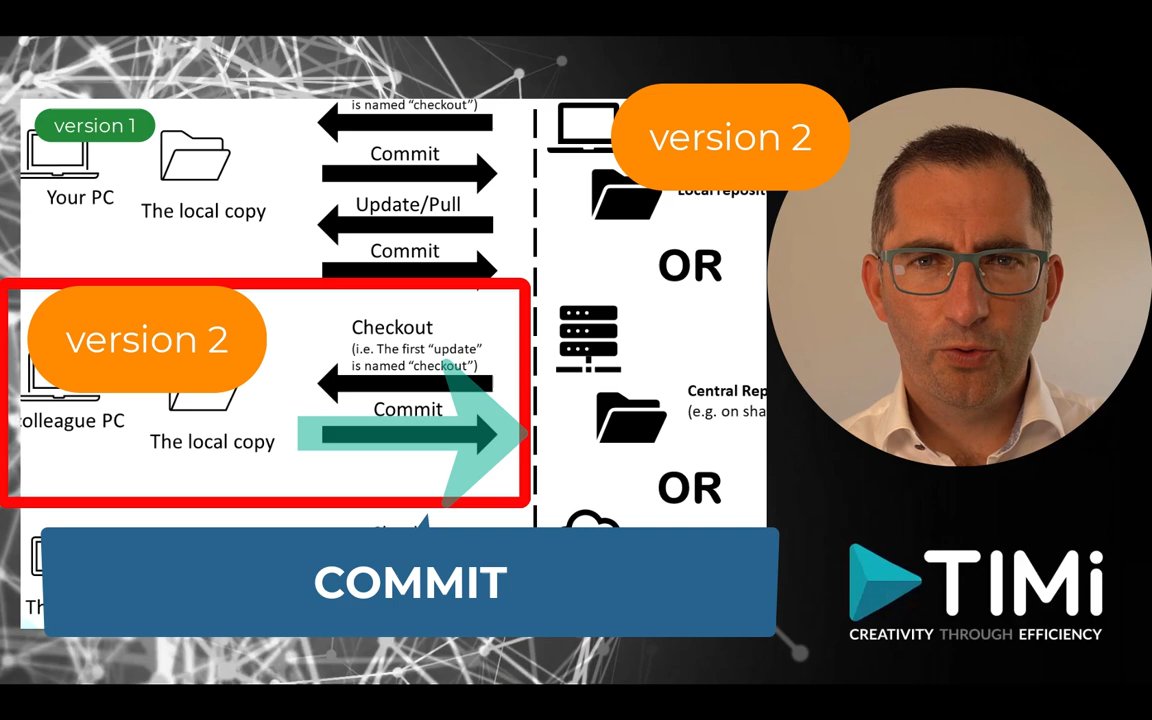 is named “checkout”)
version 1
version 2
Commit
Your PC
The local copy
Update/Pull
Commit
OR
version 2
Checkout
(i.e. The first “update”
is named “checkout”)
Commit
olleague PC
The local copy
Central Rep
(e.g. on sha
OR
COMMIT
Th
TIMi
CREATIVITY THROUGH EFFICIENCY